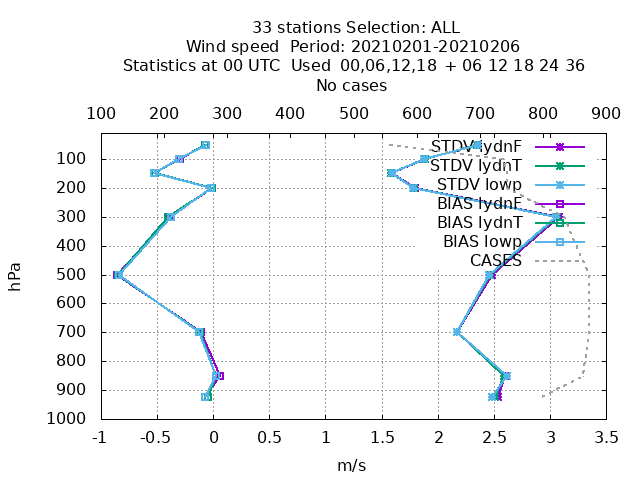 33 stations Selection: ALL
Wind speed  Period: 20210201-20210206
Statistics at 00 UTC  Used  00,06,12,18  + 06 12 18 24 36
No cases
100 200 300 400 500 600 700 800 900
STDV lydnF
STDV lydnT
STDV lowp
BIAS lydnF
BIAS lydnT
BIAS lowp
CASES
hPa
100
200
300
400
500
600
700
800
900
1000
-1 -0.5 0 0.5 1 1.5 2 2.5 3 3.5
m/s